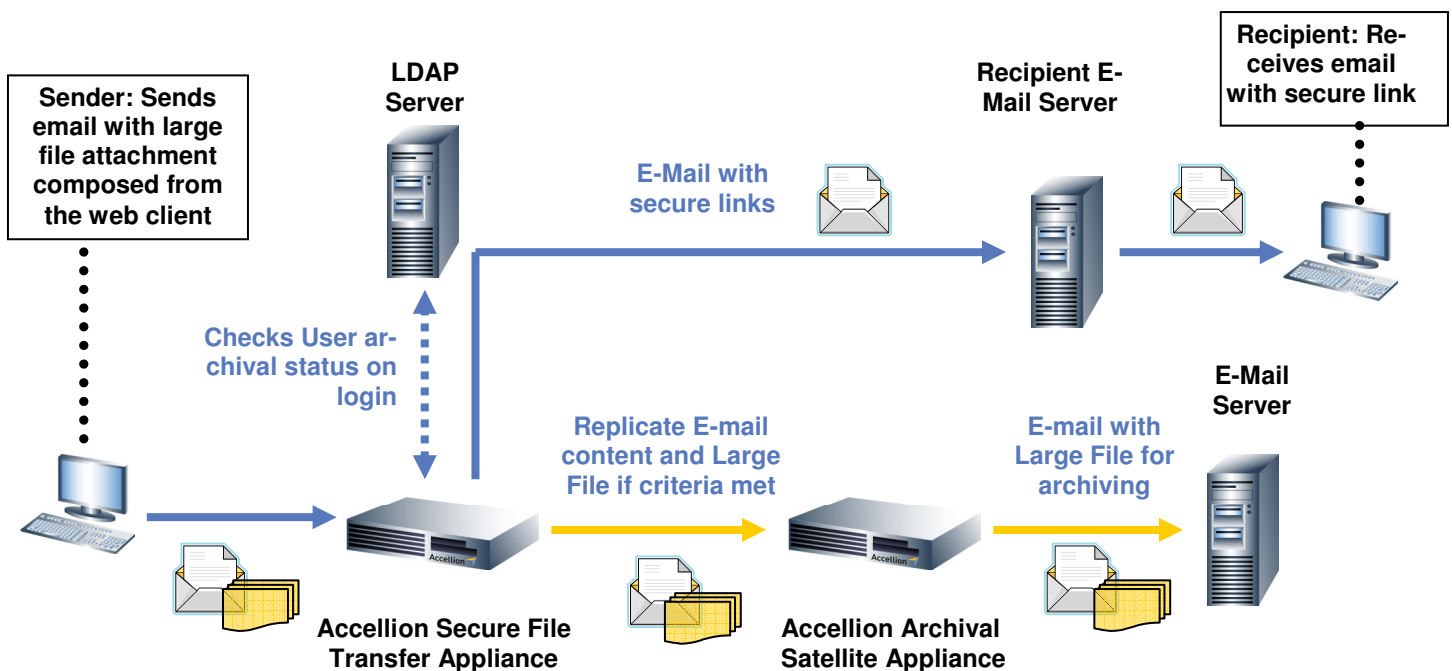 Sender: Sends
email with large
file attachment
composed from
the web client
LDAP
Server
Recipient E-
Mail Server
Recipient: Re-
ceives email
with secure link
E-Mail with
secure links
Checks User ar-
chival status on
login
Replicate E-mail
content and Large
File if criteria met
E-mail with
Large File for
archiving
E-Mail
Server
Accellion
Accellion
Accellion Secure File
Transfer Appliance
Accellion Archival
Satellite Appliance